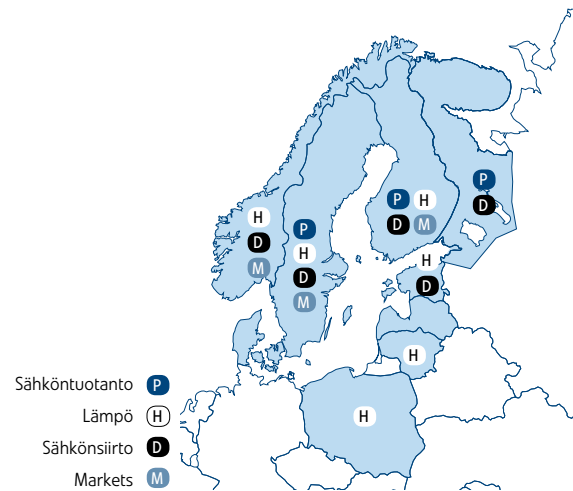 P
P H
D
H
D M
P
D
H
H
M
D
D
M
H
Sähköntuotanto P
H
Lämpö H
Sähkönsiirto D
Markets M